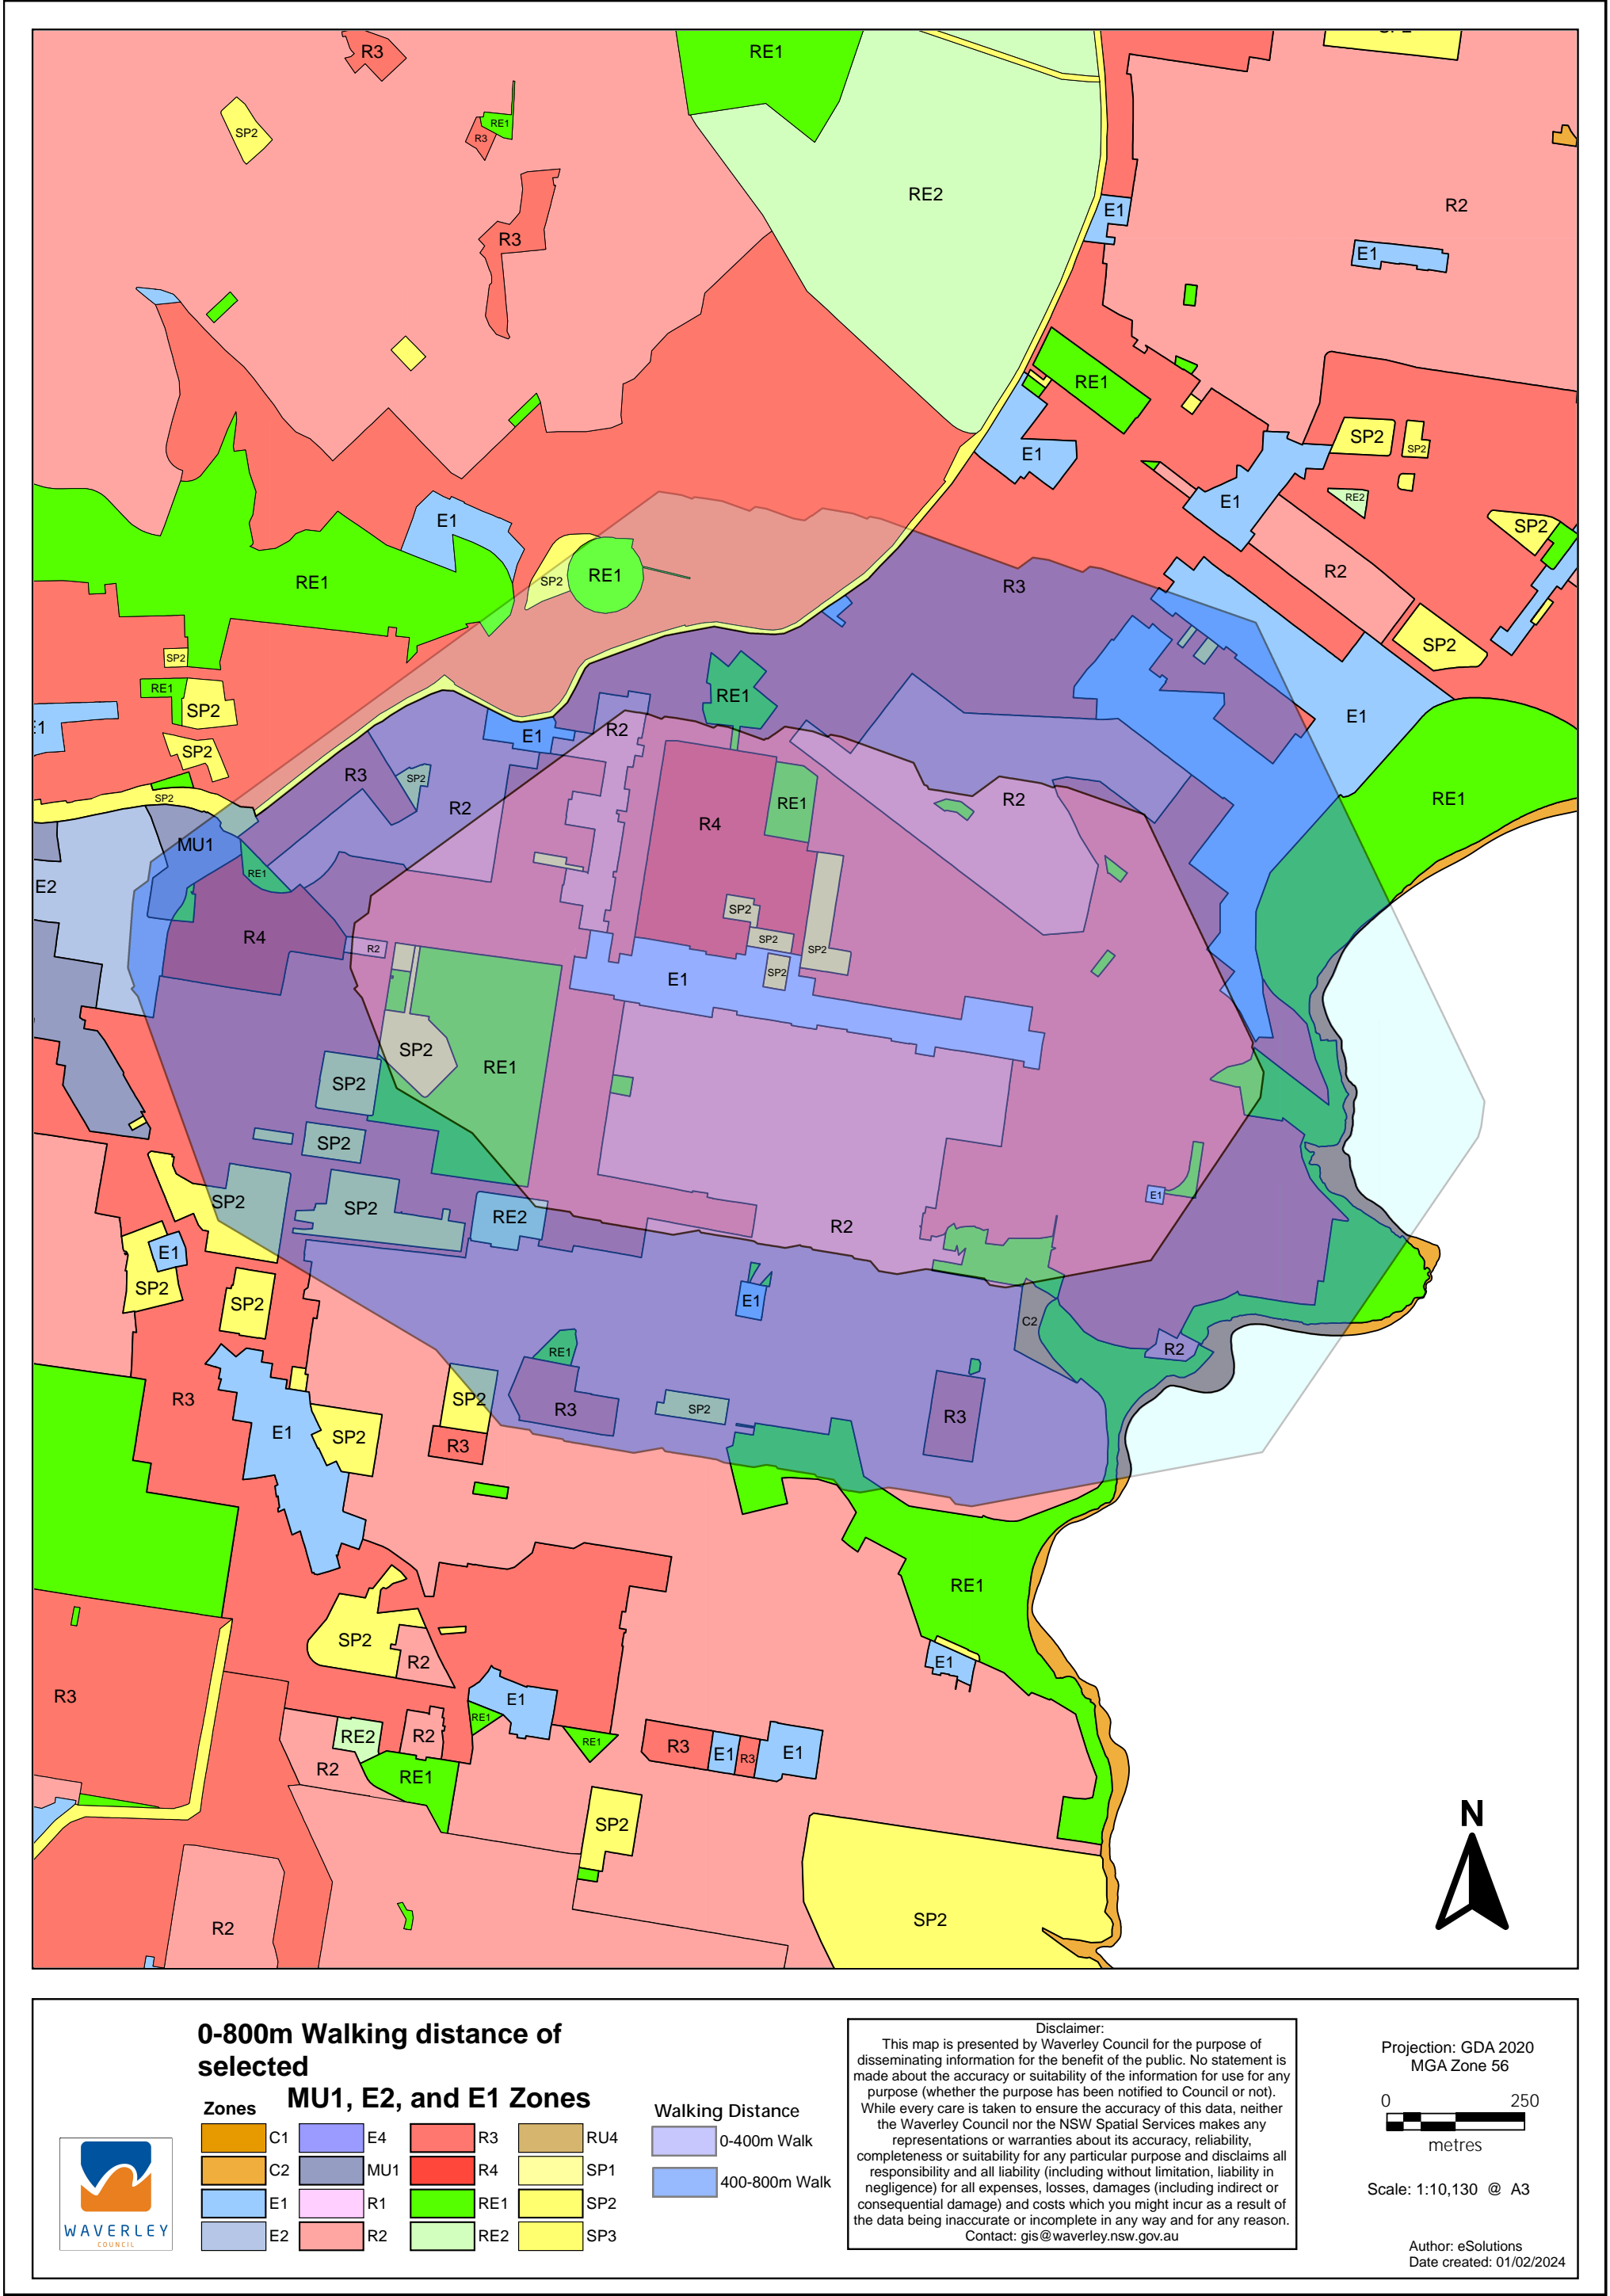 R3
RE1
SP2
SP2
RE1
R3
RE2
E1
R2
R3
E1
RE1
E1
SP2
SP2
E1
RE2
SP2
E1
RE1
SP2
RE1
R3
R2
SP2
SP2
RE1
SP2
RE1
E1
R2
E1
E1
SP2
R3
SP2
R2
R2
RE1
RE1
SP2
R4
MU1
RE1
E2
SP2
R4
R2
SP2
SP2
E1
SP2
SP2
RE1
SP2
SP2
E1
SP2
SP2
RE2
R2
E1
SP2
E1
SP2
C2
R2
RE1
R3
SP2
R3
SP2
R3
E1
SP2
R3
RE1
SP2
R2
E1
R3
E1
RE1
RE2
R2
RE1
R3
E1
R3
E1
R2
RE1
SP2
SP2
R2
N
0-800m Walking distance of
selected
MU1, E2, and E1 Zones
Zones
C1
E4
R3
RU4
C2
MU1
R4
SP1
E1
R1
RE1
SP2
E2
R2
RE2
SP3
Walking Distance
0-400m Walk
400-800m Walk
WAVERLEY
COUNCIL
Disclaimer:
This map is presented by Waverley Council for the purpose of
disseminating information for the benefit of the public. No statement is
made about the accuracy or suitability of the information for use for any
purpose (whether the purpose has been notified to Council or not).
While every care is taken to ensure the accuracy of this data, neither
the Waverley Council nor the NSW Spatial Services makes any
representations or warranties about its accuracy, reliability,
completeness or suitability for any particular purpose and disclaims all
responsibility and all liability (including without limitation, liability in
negligence) for all expenses, losses, damages (including indirect or
consequential damage) and costs which you might incur as a result of
the data being inaccurate or incomplete in any way and for any reason.
Contact: gis@waverley.nsw.gov.au
Projection: GDA 2020
MGA Zone 56
0 250
metres
Scale: 1:10,130 @ A3
Author: eSolutions
Date created: 01/02/2024